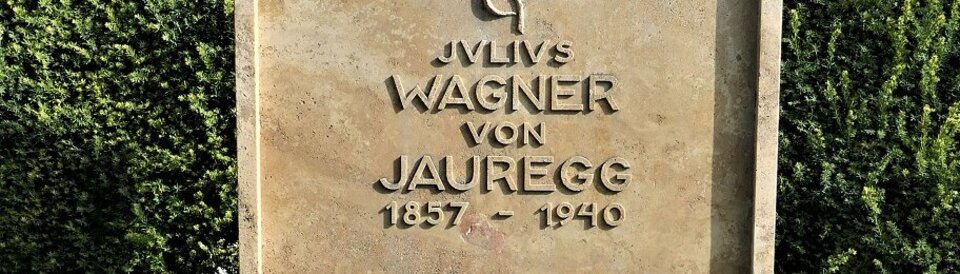 JVLIVS
WAGNER
VON
JAUREGG
1857 - 1940